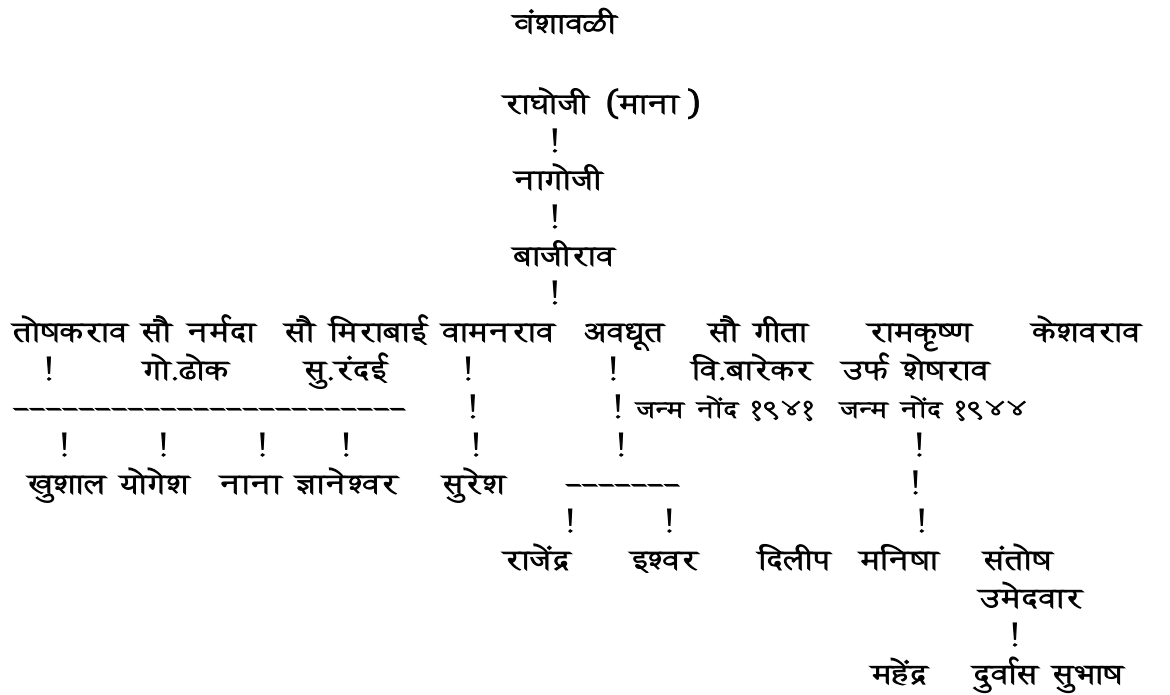 वंशावळी
राघोजी (माना )
!
नागोजी
!
बाजीराव
!
तोषकराव सौ नर्मदा सौ मिराबाई वामनराव अवधूत सौ गीता रामकृष्ण केशवराव
! गो.ढोक सु.रंदई ! ! वि.बारेकर उर्फ शेषराव
------------------------- ! ! जन्म नोंद १९४१ जन्म नोंद १९४४
! ! ! ! ! ! !
खुशाल योगेश नाना ज्ञानेश्वर सुरेश ------- !
! ! !
राजेंद्र इश्वर दिलीप मनिषा संतोष
उमेदवार
!
महेंद्र दुर्वास सुभाष